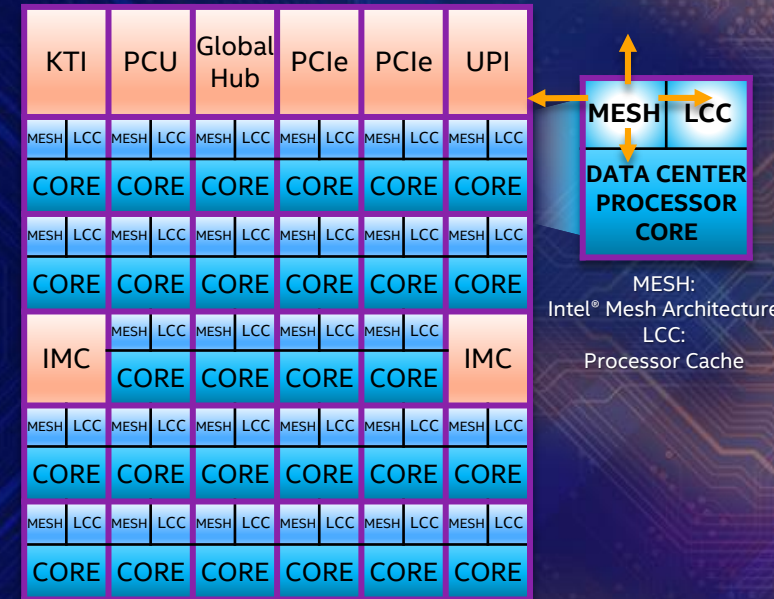 KTI PCU Global Hub PCIe PCIe UPI
MESH LCC MESH LCC MESH LCC MESH LCC MESH LCC MESH LCC
CORE CORE CORE CORE CORE CORE
MESH LCC MESH LCC MESH LCC MESH LCC MESH LCC MESH LCC
CORE CORE CORE CORE CORE CORE
IMC
MESH LCC MESH LCC MESH LCC MESH LCC
CORE CORE CORE CORE
IMC
MESH LCC MESH LCC MESH LCC MESH LCC MESH LCC MESH LCC
CORE CORE CORE CORE CORE CORE
MESH LCC MESH LCC MESH LCC MESH LCC MESH LCC MESH LCC
CORE CORE CORE CORE CORE CORE
MESH LCC
DATA CENTER
PROCESSOR
CORE
MESH:
Intel® Mesh Architecture
LCC:
Processor Cache